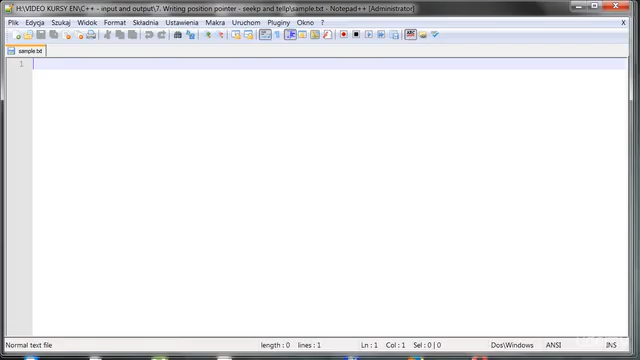 H:\VIDEO KURSY EN\C++ - input and output\7. Writing position pointer - seekp and tellp\sample.txt - Notepad++ [Administrator]
Plik Edycja Szukaj Widok Format Składnia Ustawienia Makra Uruchom Pluginy Okno ? X
sample.txt
1
Normal text file length : 0 lines : 1 Ln : 1 Col : 1 Sel : 0 | 0 Dos\Windows ANSI INS